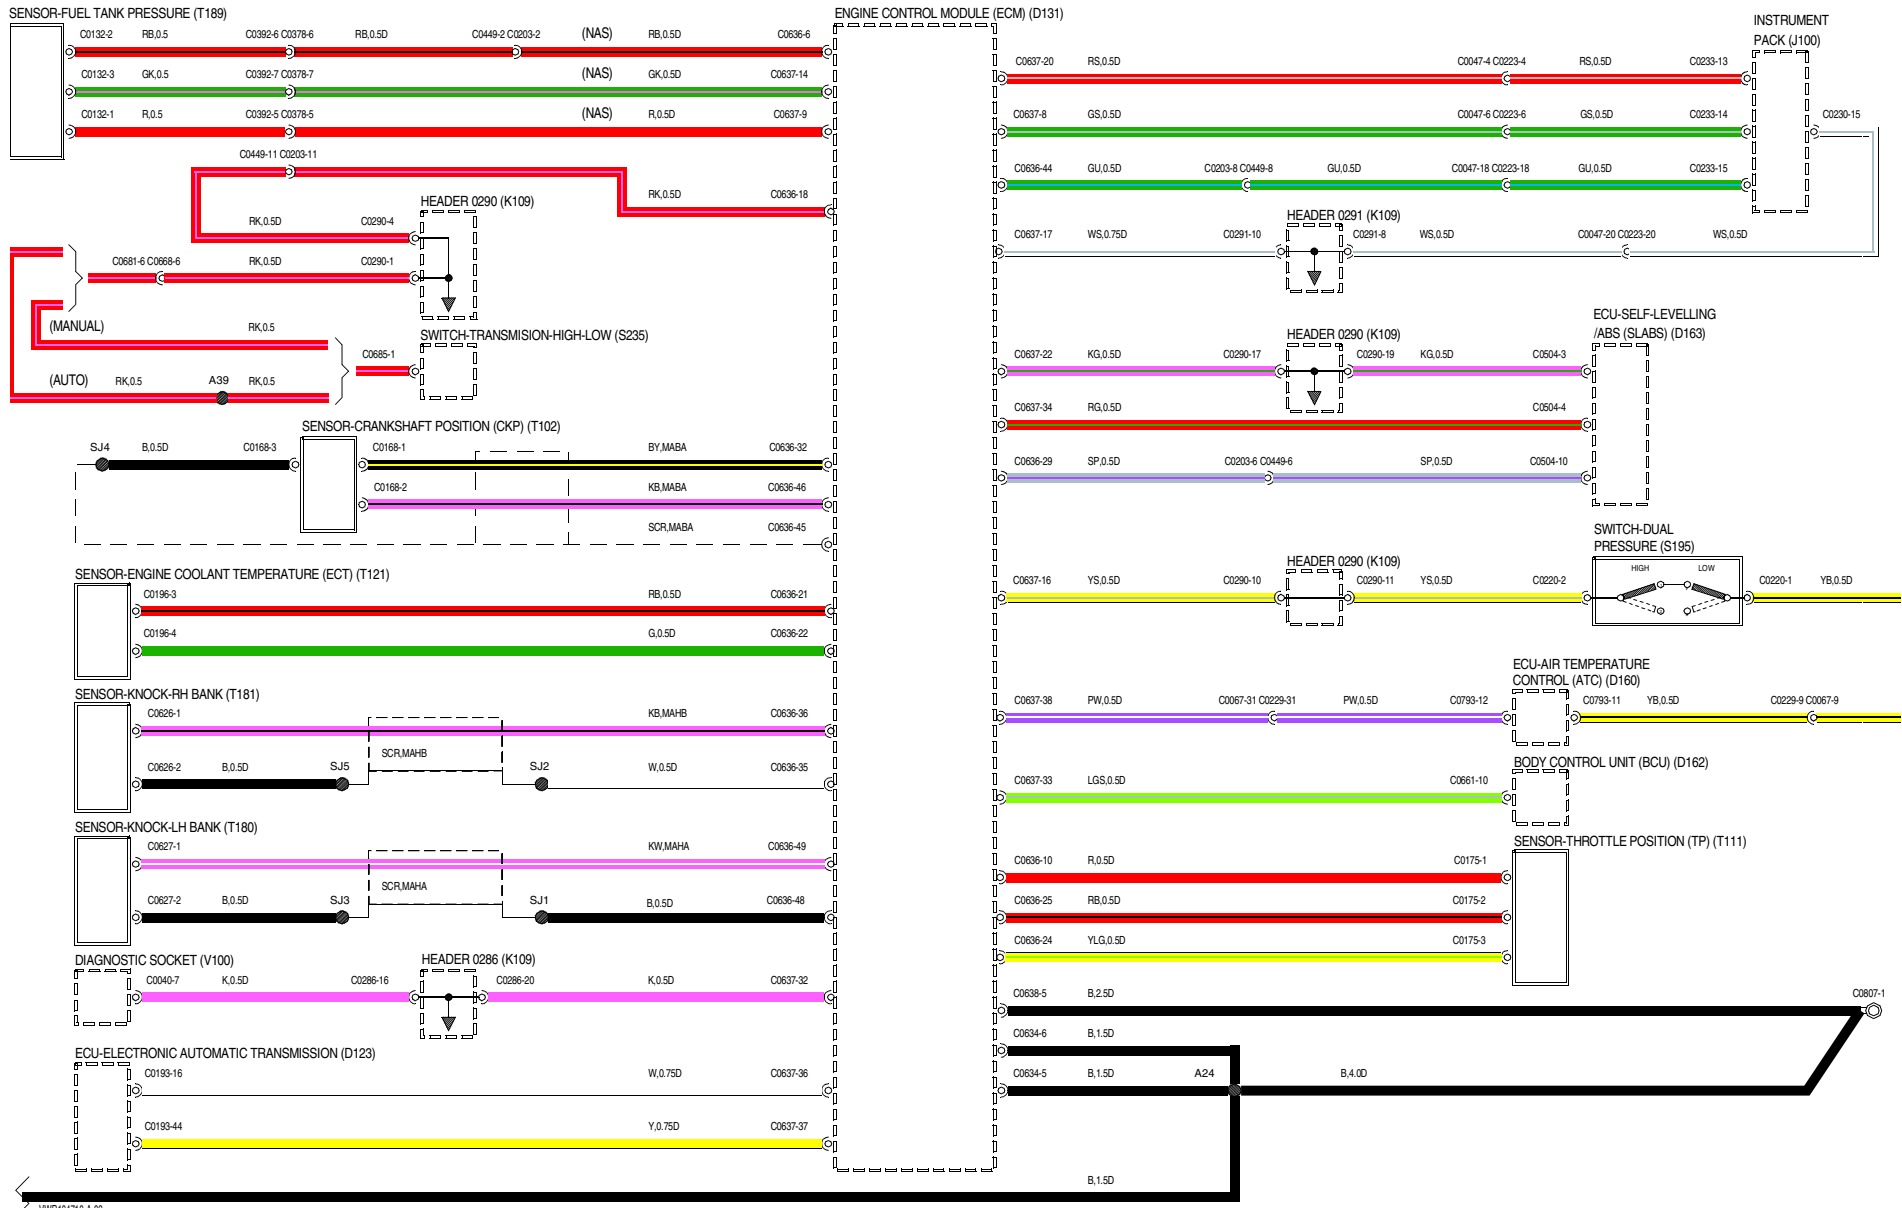 SENSOR-FUEL TANK PRESSURE (T189)
C0132-2 RB,0.5 C0392-6 C0378-6 RB,0.5D C0449-2 C0203-2 (NAS) RB,0.5D C0636-6
C0132-3 GK,0.5 C0392-7 C0378-7 (NAS) GK,0.5D C0637-14
C0132-1 R,0.5 C0392-5 C0378-5 (NAS) R,0.5D C0637-9
C0449-11 C0203-11
RK,0.5D C0636-18
HEADER 0290 (K109)
RK,0.5D C0290-4
C0681-6 C0668-6 RK,0.5D C0290-1
(MANUAL) RK,0.5
SWITCH-TRANSMISION-HIGH-LOW (S235)
C0685-1
(AUTO) RK,0.5 A39 RK,0.5
SENSOR-CRANKSHAFT POSITION (CKP) (T102)
SJ4 B,0.5D C0168-3 C0168-1 BY,MABA C0636-32
C0168-2 KB,MABA C0636-46
SCR,MABA C0636-45
SENSOR-ENGINE COOLANT TEMPERATURE (ECT) (T121)
C0196-3 RB,0.5D C0636-21
C0196-4 G,0.5D C0636-22
SENSOR-KNOCK-RH BANK (T181)
C0626-1 KB,MAHB C0636-36
SCR,MAHB
C0626-2 B,0.5D SJ5 SJ2 W,0.5D C0636-35
SENSOR-KNOCK-LH BANK (T180)
C0627-1 KW,MAHA C0636-49
SCR,MAHA
C0627-2 B,0.5D SJ3 SJ1 B,0.5D C0636-48
DIAGNOSTIC SOCKET (V100)
HEADER 0286 (K109)
C0040-7 K,0.5D C0286-16 C0286-20 K,0.5D C0637-32
ECU-ELECTRONIC AUTOMATIC TRANSMISSION (D123)
C0193-16 W,0.75D C0637-36
C0193-44 Y,0.75D C0637-37
ENGINE CONTROL MODULE (ECM) (D131)
INSTRUMENT
PACK (J100)
C0637-20 RS,0.5D C0047-4 C0223-4 RS,0.5D C0233-13
C0637-8 GS,0.5D C0047-6 C0223-6 GS,0.5D C0233-14 C0230-15
C0636-44 GU,0.5D C0203-8 C0449-8 GU,0.5D C0047-18 C0223-18 GU,0.5D C0233-15
HEADER 0291 (K109)
C0637-17 WS,0.75D C0291-10 C0291-8 WS,0.5D C0047-20 C0223-20 WS,0.5D
ECU-SELF-LEVELLING
/ABS (SLABS) (D163)
HEADER 0290 (K109)
C0637-22 KG,0.5D C0290-17 C0290-19 KG,0.5D C0504-3
C0637-34 RG,0.5D C0504-4
C0636-29 SP,0.5D C0203-6 C0449-6 SP,0.5D C0504-10
SWITCH-DUAL
PRESSURE (S195)
HEADER 0290 (K109)
HIGH LOW
C0637-16 YS,0.5D C0290-10 C0290-11 YS,0.5D C0220-2 C0220-1 YB,0.5D
ECU-AIR TEMPERATURE
CONTROL (ATC) (D160)
C0637-38 PW,0.5D C0067-31 C0229-31 PW,0.5D C0793-12 C0793-11 YB,0.5D C0229-9 C0067-9
BODY CONTROL UNIT (BCU) (D162)
C0637-33 LGS,0.5D C0661-10
SENSOR-THROTTLE POSITION (TP) (T111)
C0636-10 R,0.5D C0175-1
C0636-25 RB,0.5D C0175-2
C0636-24 YLG,0.5D C0175-3
C0638-5 B,2.5D C0807-1
C0634-6 B,1.5D
C0634-5 B,1.5D A24 B,4.0D
B,1.5D